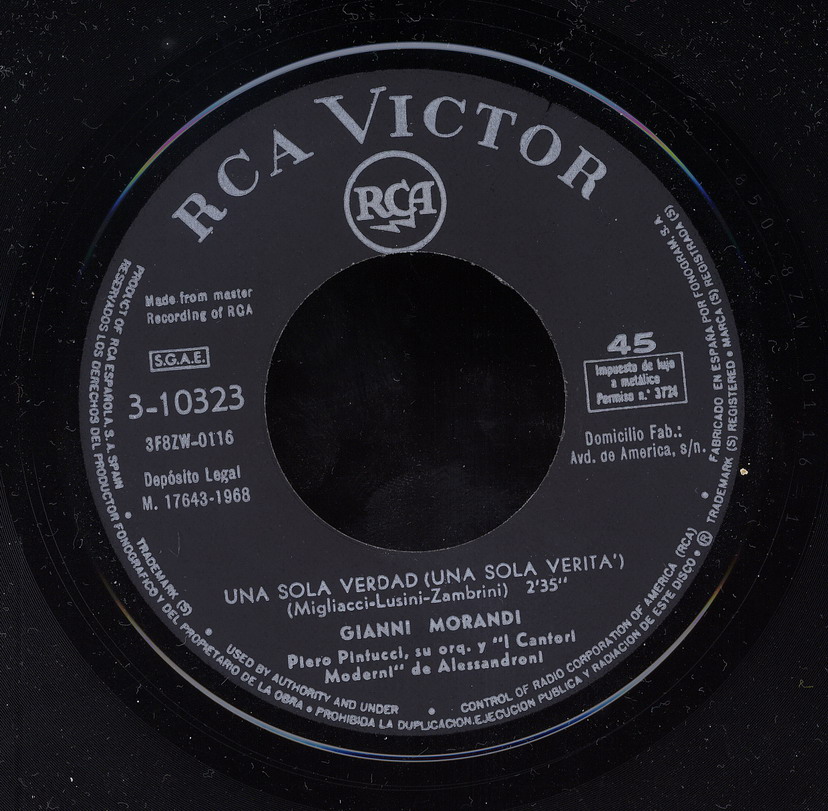 RCA VICTOR
RCA
Made from master
Recording of RCA
S.G.A.E.
3-10323
3F8ZW-0116
Depósito Legal
M. 17643-1968
45
Impuesto de lujo
a metálico
Permiso n.º 3724
Domicilio Fab.:
Avd. de America, s/n.
UNA SOLA VERDAD (UNA SOLA VERITA')
(Migliacci-Lusini-Zambrini) 2'35"
GIANNI MORANDI
Piero Pintucci, su orq. y "I Cantori
Moderni" de Alessandroni
PRODUCT OF RCA ESPAÑOLA, S.A. SPAIN • TRADEMARK (S) • USED BY AUTHORITY AND UNDER • CONTROL OF RADIO CORPORATION OF AMERICA (RCA) • ® TRADEMARK (S) REGISTERED • MARCA (S) REGISTRADA (S)
RESERVADOS LOS DERECHOS DEL PRODUCTOR FONOGRAFICO Y DEL PROPIETARIO DE LA OBRA • PROHIBIDA LA DUPLICACION, EJECUCION PUBLICA Y RADIACION DE ESTE DISCO •
FABRICADO EN ESPAÑA POR FONOGRAM, S.A.